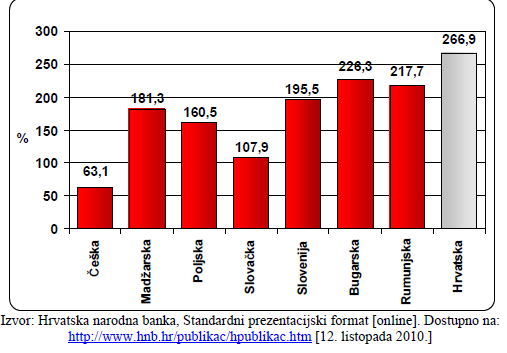 300
250
200
150
100
50
0
%
63,1
181,3
160,5
107,9
195,5
226,3
217,7
266,9
Češka
Madžarska
Poljska
Slovačka
Slovenija
Bugarska
Rumunjska
Hrvatska
Izvor: Hrvatska narodna banka, Standardni prezentacijski format [online]. Dostupno na:
http://www.hnb.hr/publikac/hpublikac.htm [12. listopada 2010.]